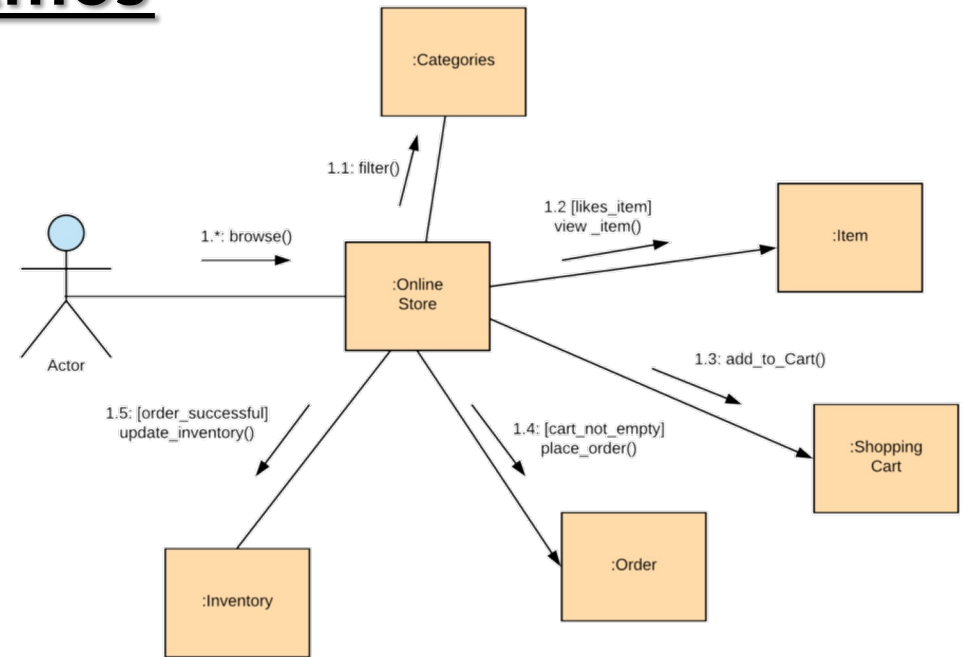 :Categories
1.1: filter()
1.2 [likes_item]
view _item()
:Item
1.*: browse()
:Online
Store
Actor
1.3: add_to_Cart()
1.5: [order_successful]
update_inventory()
1.4: [cart_not_empty]
place_order()
:Shopping
Cart
:Order
:Inventory